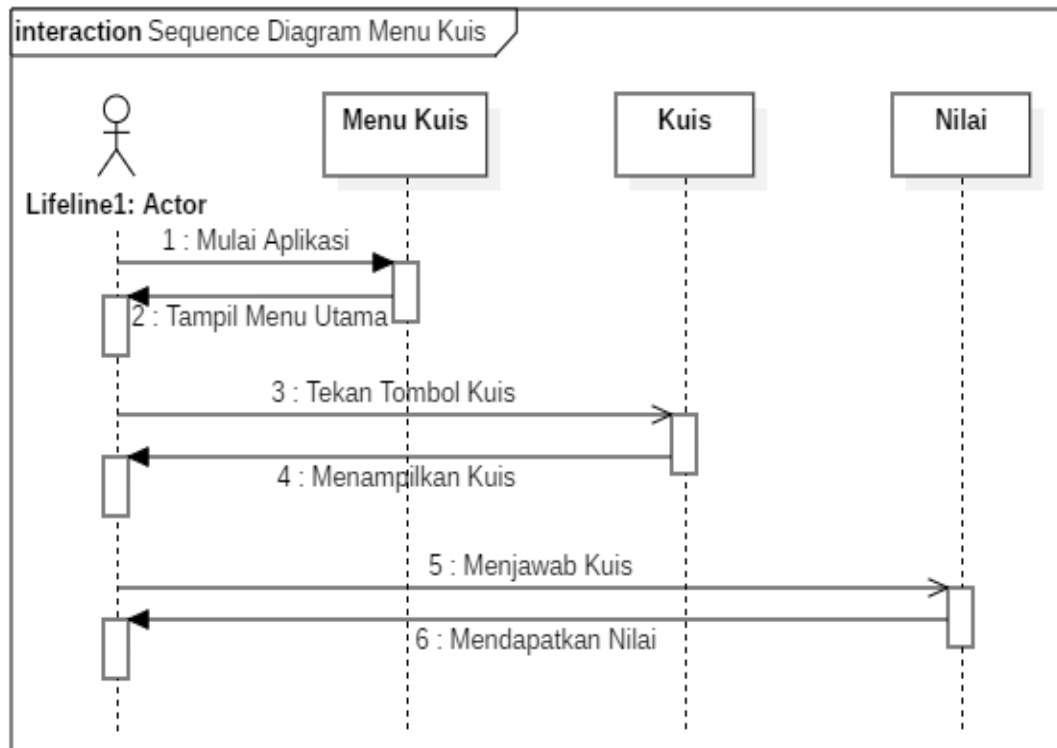 interaction Sequence Diagram Menu Kuis
Menu Kuis
Kuis
Nilai
Lifeline1: Actor
1 : Mulai Aplikasi
2 : Tampil Menu Utama
3 : Tekan Tombol Kuis
4 : Menampilkan Kuis
5 : Menjawab Kuis
6 : Mendapatkan Nilai